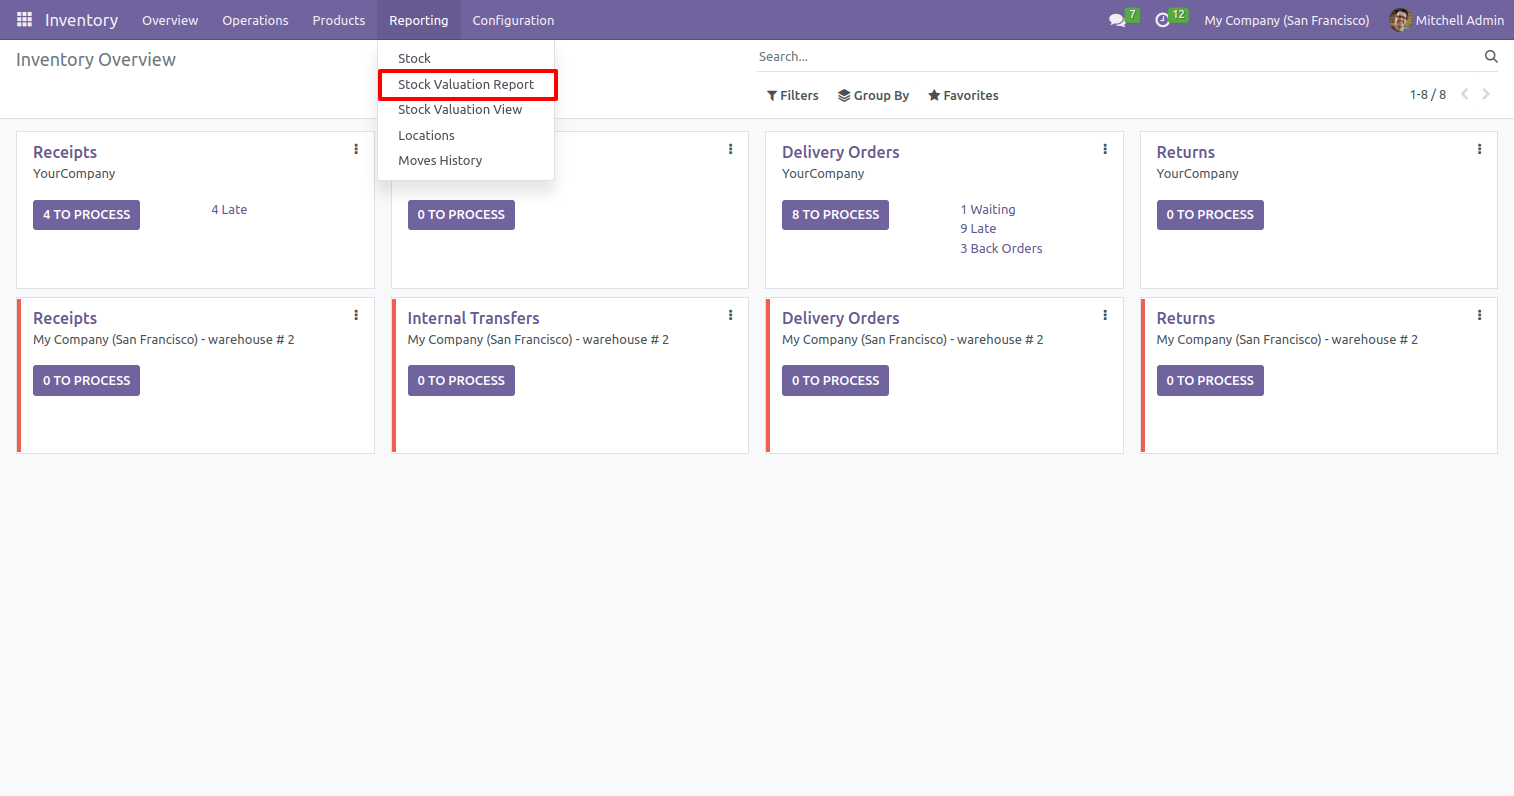 Inventory Overview Operations Products Reporting Configuration 7 12 My Company (San Francisco) Mitchell Admin
Inventory Overview
Search...
Filters Group By Favorites 1-8 / 8
Stock
Stock Valuation Report
Stock Valuation View
Locations
Moves History
Receipts
YourCompany
4 TO PROCESS
4 Late
0 TO PROCESS
Delivery Orders
YourCompany
8 TO PROCESS
1 Waiting
9 Late
3 Back Orders
Returns
YourCompany
0 TO PROCESS
Receipts
My Company (San Francisco) - warehouse # 2
0 TO PROCESS
Internal Transfers
My Company (San Francisco) - warehouse # 2
0 TO PROCESS
Delivery Orders
My Company (San Francisco) - warehouse # 2
0 TO PROCESS
Returns
My Company (San Francisco) - warehouse # 2
0 TO PROCESS